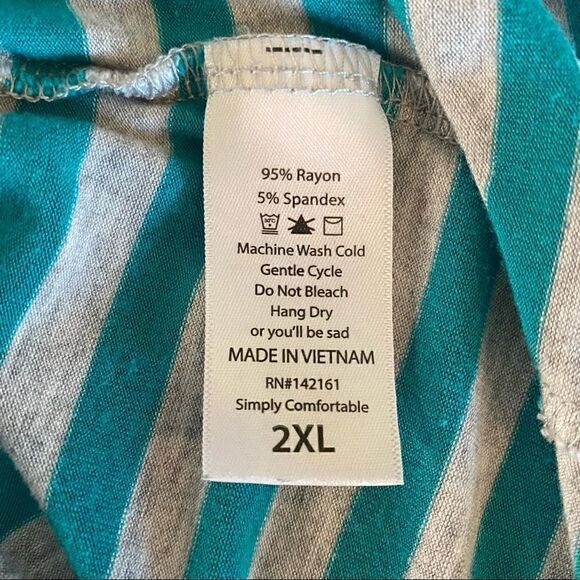 95% Rayon
5% Spandex
Machine Wash Cold
Gentle Cycle
Do Not Bleach
Hang Dry
or you'll be sad
MADE IN VIETNAM
RN#142161
Simply Comfortable
2XL